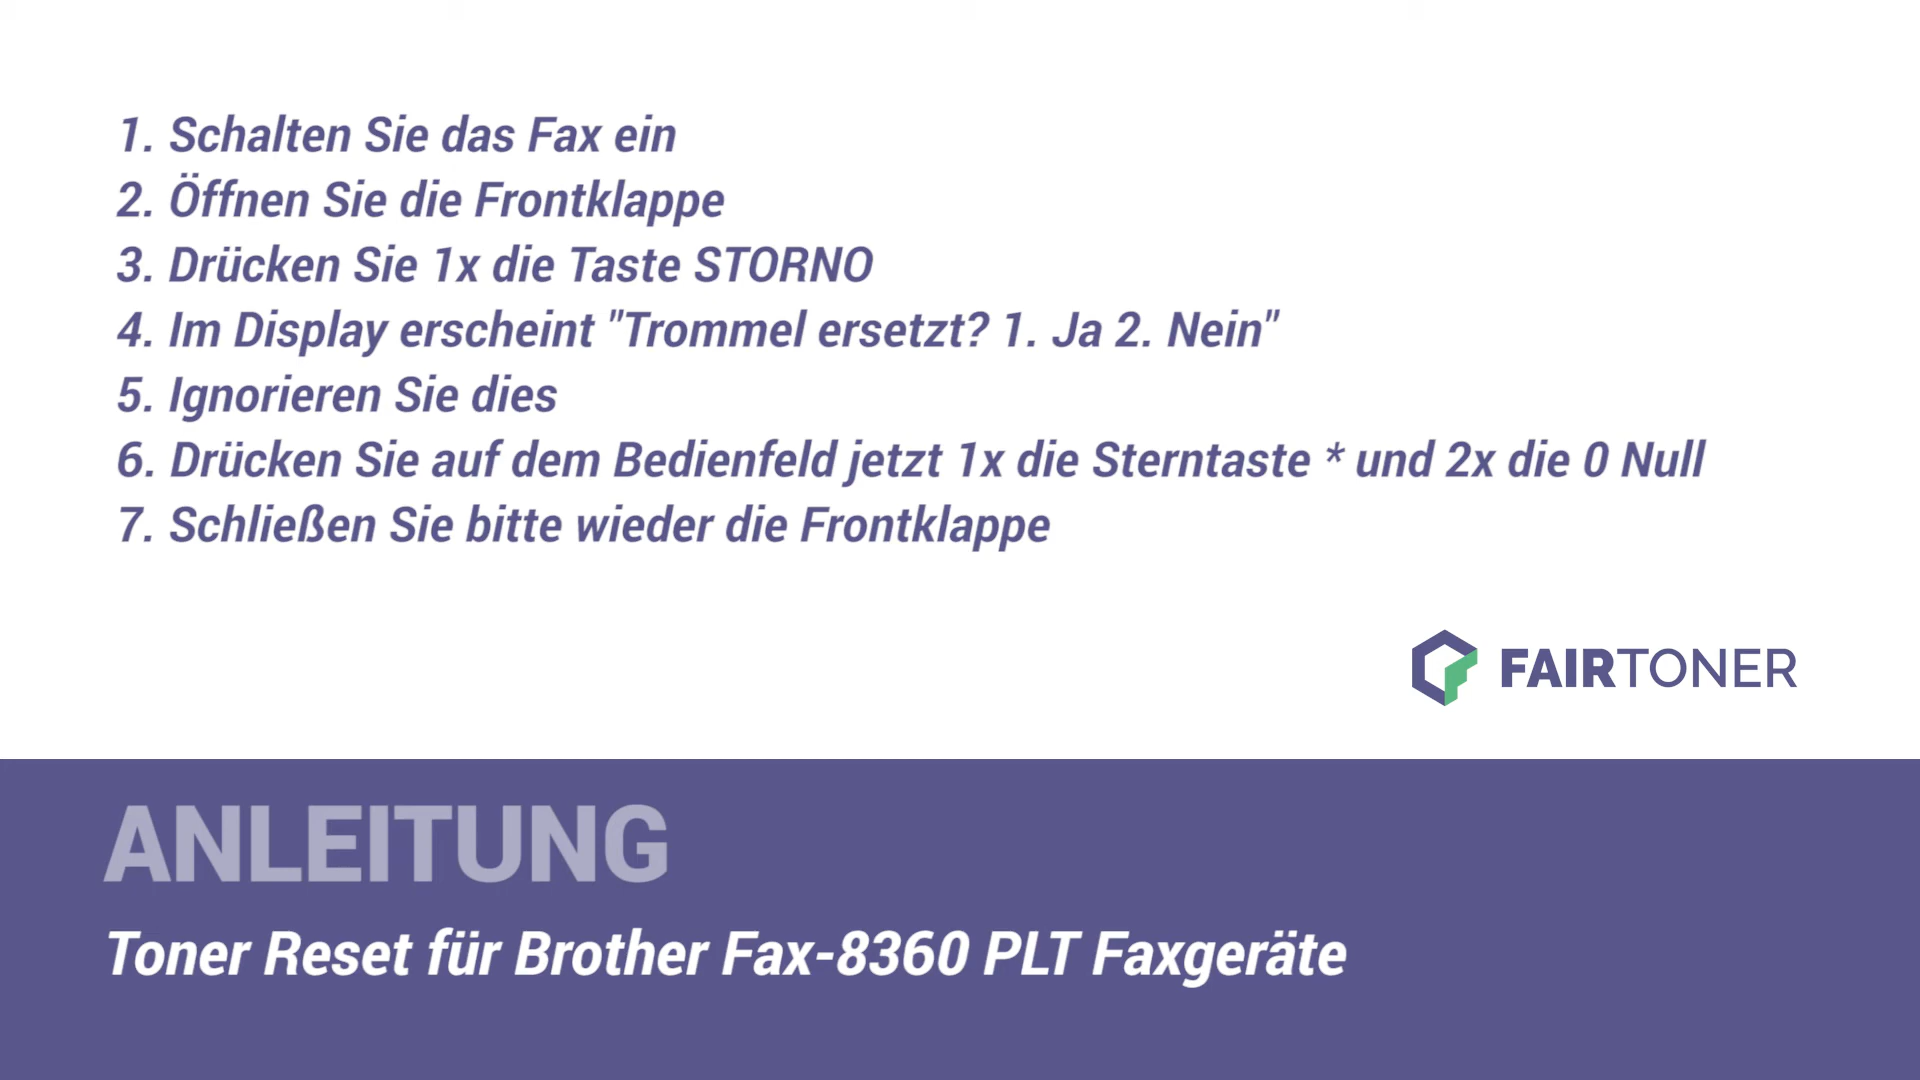 1. Schalten Sie das Fax ein
2. Öffnen Sie die Frontklappe
3. Drücken Sie 1x die Taste STORNO
4. Im Display erscheint "Trommel ersetzt? 1. Ja 2. Nein"
5. Ignorieren Sie dies
6. Drücken Sie auf dem Bedienfeld jetzt 1x die Sterntaste * und 2x die 0 Null
7. Schließen Sie bitte wieder die Frontklappe
FAIRTONER
ANLEITUNG
Toner Reset für Brother Fax-8360 PLT Faxgeräte